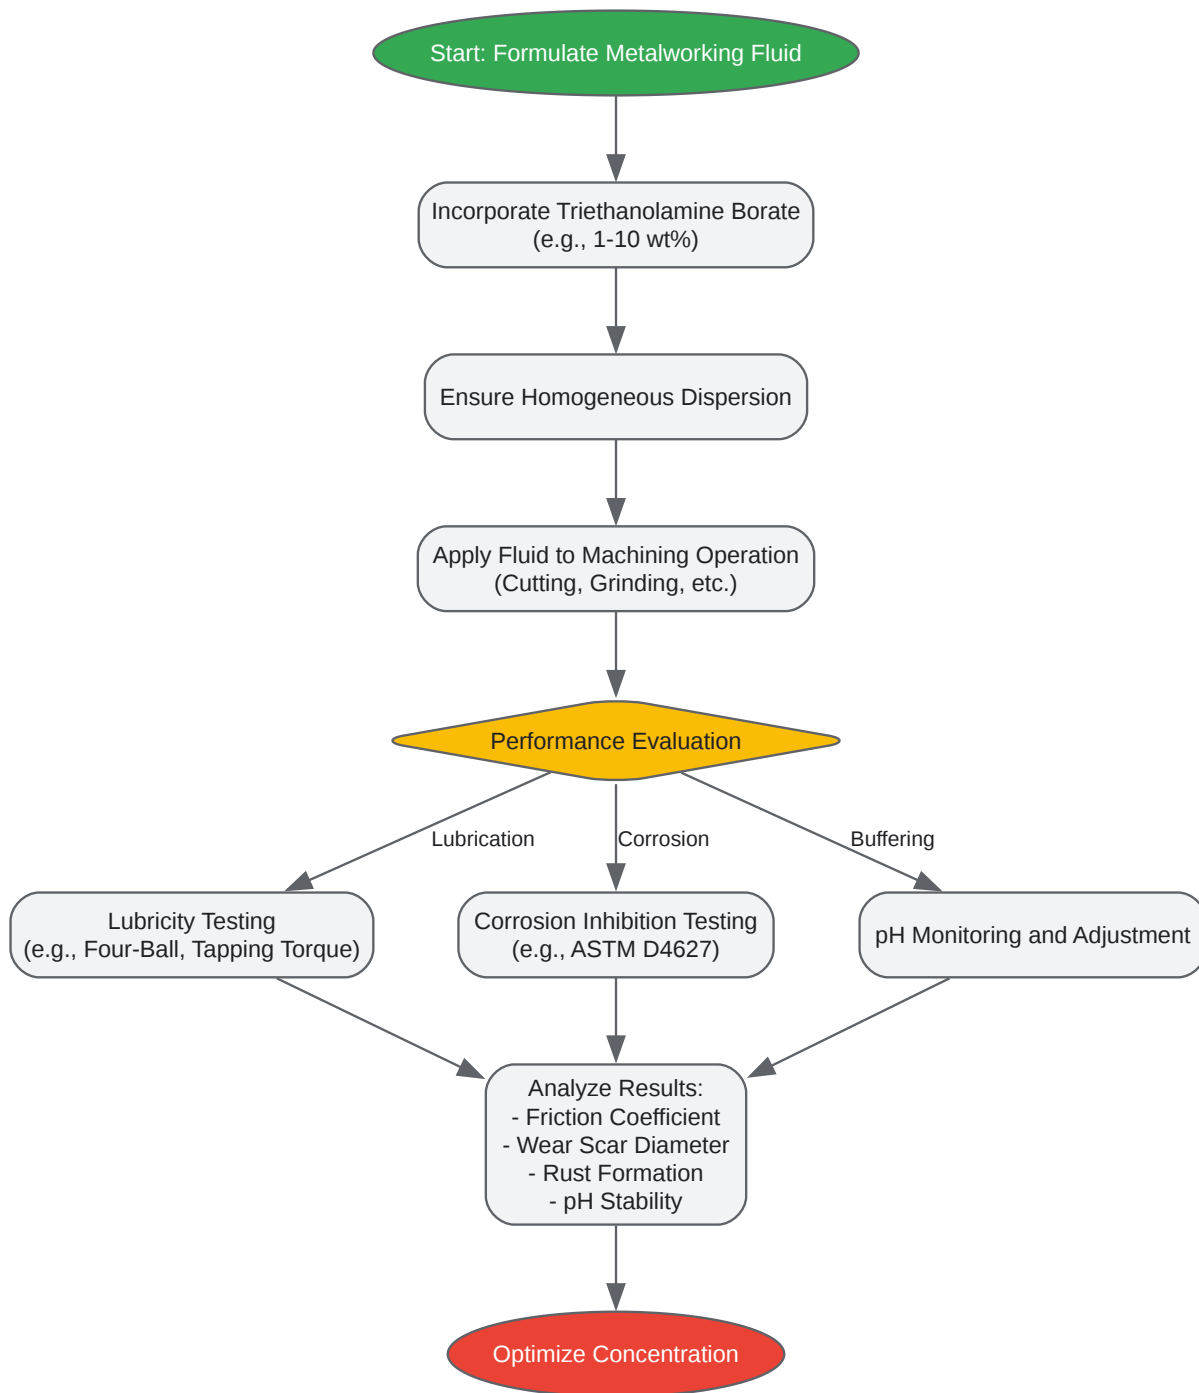 Start: Formulate Metalworking Fluid
Incorporate Triethanolamine Borate
(e.g., 1-10 wt%)
Ensure Homogeneous Dispersion
Apply Fluid to Machining Operation
(Cutting, Grinding, etc.)
Performance Evaluation
Lubrication
Corrosion
Buffering
Lubricity Testing
(e.g., Four-Ball, Tapping Torque)
Corrosion Inhibition Testing
(e.g., ASTM D4627)
pH Monitoring and Adjustment
Analyze Results:
- Friction Coefficient
- Wear Scar Diameter
- Rust Formation
- pH Stability
Optimize Concentration